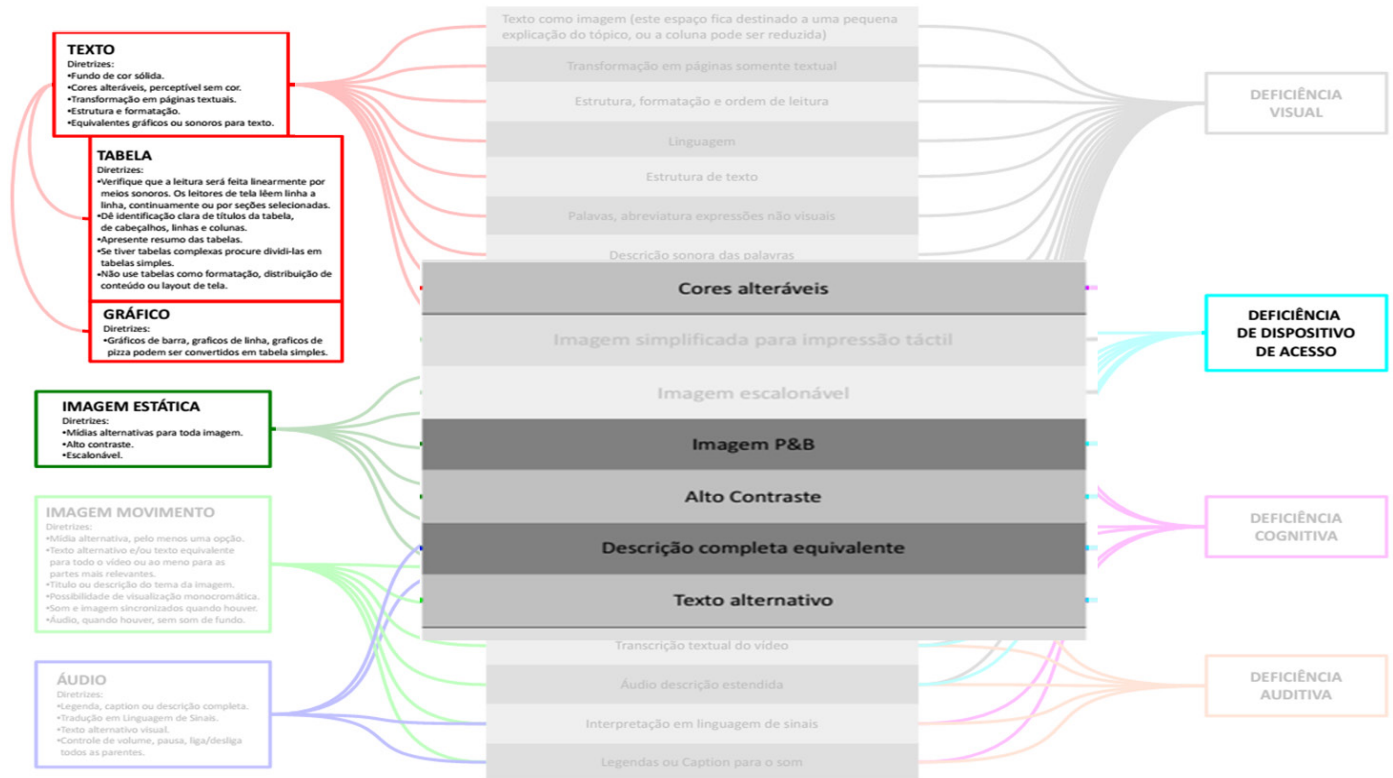 TEXTO
Diretrizes:
•Fundo de cor sólida.
•Cores alteráveis, perceptível sem cor.
•Transformação em páginas textuais.
•Estrutura e formatação.
•Equivalentes gráficos ou sonoros para texto.
TABELA
Diretrizes:
•Verifique que a leitura será feita linearmente por
meios sonoros. Os leitores de tela lêem linha a
linha, continuamente ou por seções selecionadas.
•Dê identificação clara de títulos da tabela,
de cabeçalhos, linhas e colunas.
•Apresente resumo das tabelas.
•Se tiver tabelas complexas procure dividi-las em
tabelas simples.
•Não use tabelas como formatação, distribuição de
conteúdo ou layout de tela.
GRÁFICO
Diretrizes:
•Gráficos de barra, graficos de linha, graficos de
pizza podem ser convertidos em tabela simples.
IMAGEM ESTÁTICA
Diretrizes:
•Mídias alternativas para toda imagem.
•Alto contraste.
•Escalonável.
IMAGEM MOVIMENTO
Diretrizes:
•Mídia alternativa, pelo menos uma opção.
•Texto alternativo e/ou texto equivalente
para todo o vídeo ou ao meno para as
partes mais relevantes.
•Titulo ou descrição do tema da imagem.
•Possibilidade de visualização monocromática.
•Som e imagem sincronizados quando houver.
•Áudio, quando houver, sem som de fundo.
ÁUDIO
Diretrizes:
•Legenda, caption ou descrição completa.
•Tradução em Linguagem de Sinais.
•Texto alternativo visual.
•Controle de volume, pausa, liga/desliga
todos as parentes.
Texto como imagem (este espaço fica destinado a uma pequena
explicação do tópico, ou a coluna pode ser reduzida)
Transformação em páginas somente textual
Estrutura, formatação e ordem de leitura
Linguagem
Estrutura de texto
Palavas, abreviatura expressões não visuais
Descrição sonora das palavras
Cores alteráveis
Imagem simplificada para impressão táctil
Imagem escalonável
Imagem P&B
Alto Contraste
Descrição completa equivalente
Texto alternativo
Transcrição textual do vídeo
Áudio descrição estendida
Interpretação em linguagem de sinais
Legendas ou Caption para o som
DEFICIÊNCIA
VISUAL
DEFICIÊNCIA
DE DISPOSITIVO
DE ACESSO
DEFICIÊNCIA
COGNITIVA
DEFICIÊNCIA
AUDITIVA